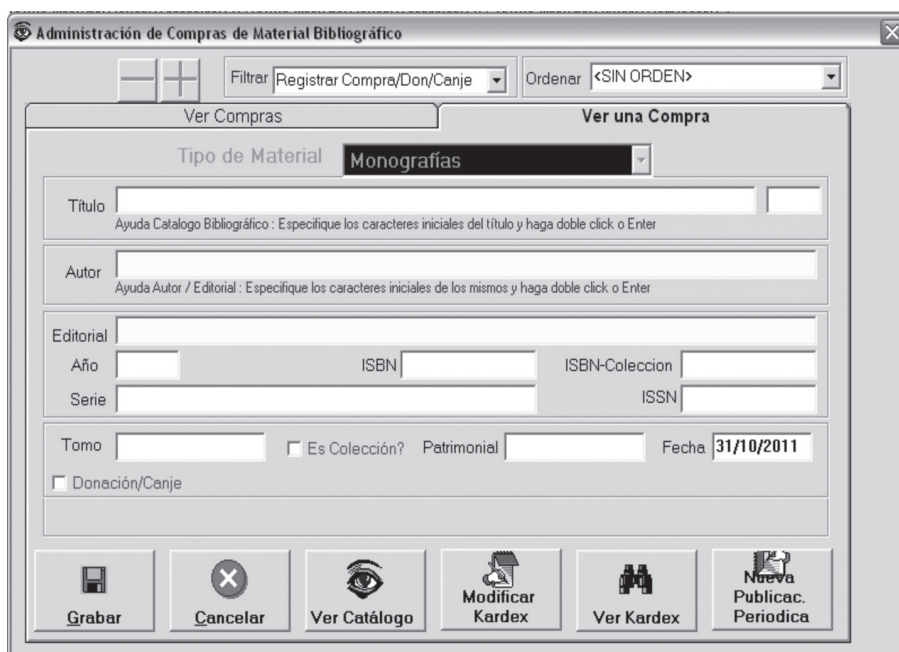 Administración de Compras de Material Bibliográfico
Filtrar Registrar Compra/Don/Canje Ordenar <SIN ORDEN>
Ver Compras Ver una Compra
Tipo de Material Monografías
Título
Ayuda Catalogo Bibliográfico : Especifique los caracteres iniciales del título y haga doble click o Enter
Autor
Ayuda Autor / Editorial : Especifique los caracteres iniciales de los mismos y haga doble click o Enter
Editorial
Año ISBN ISBN-Coleccion
Serie ISSN
Tomo Es Colección? Patrimonial Fecha 31/10/2011
Donación/Canje
Grabar Cancelar Ver Catálogo Modificar Kardex Ver Kardex Nueva Publicac. Periodica